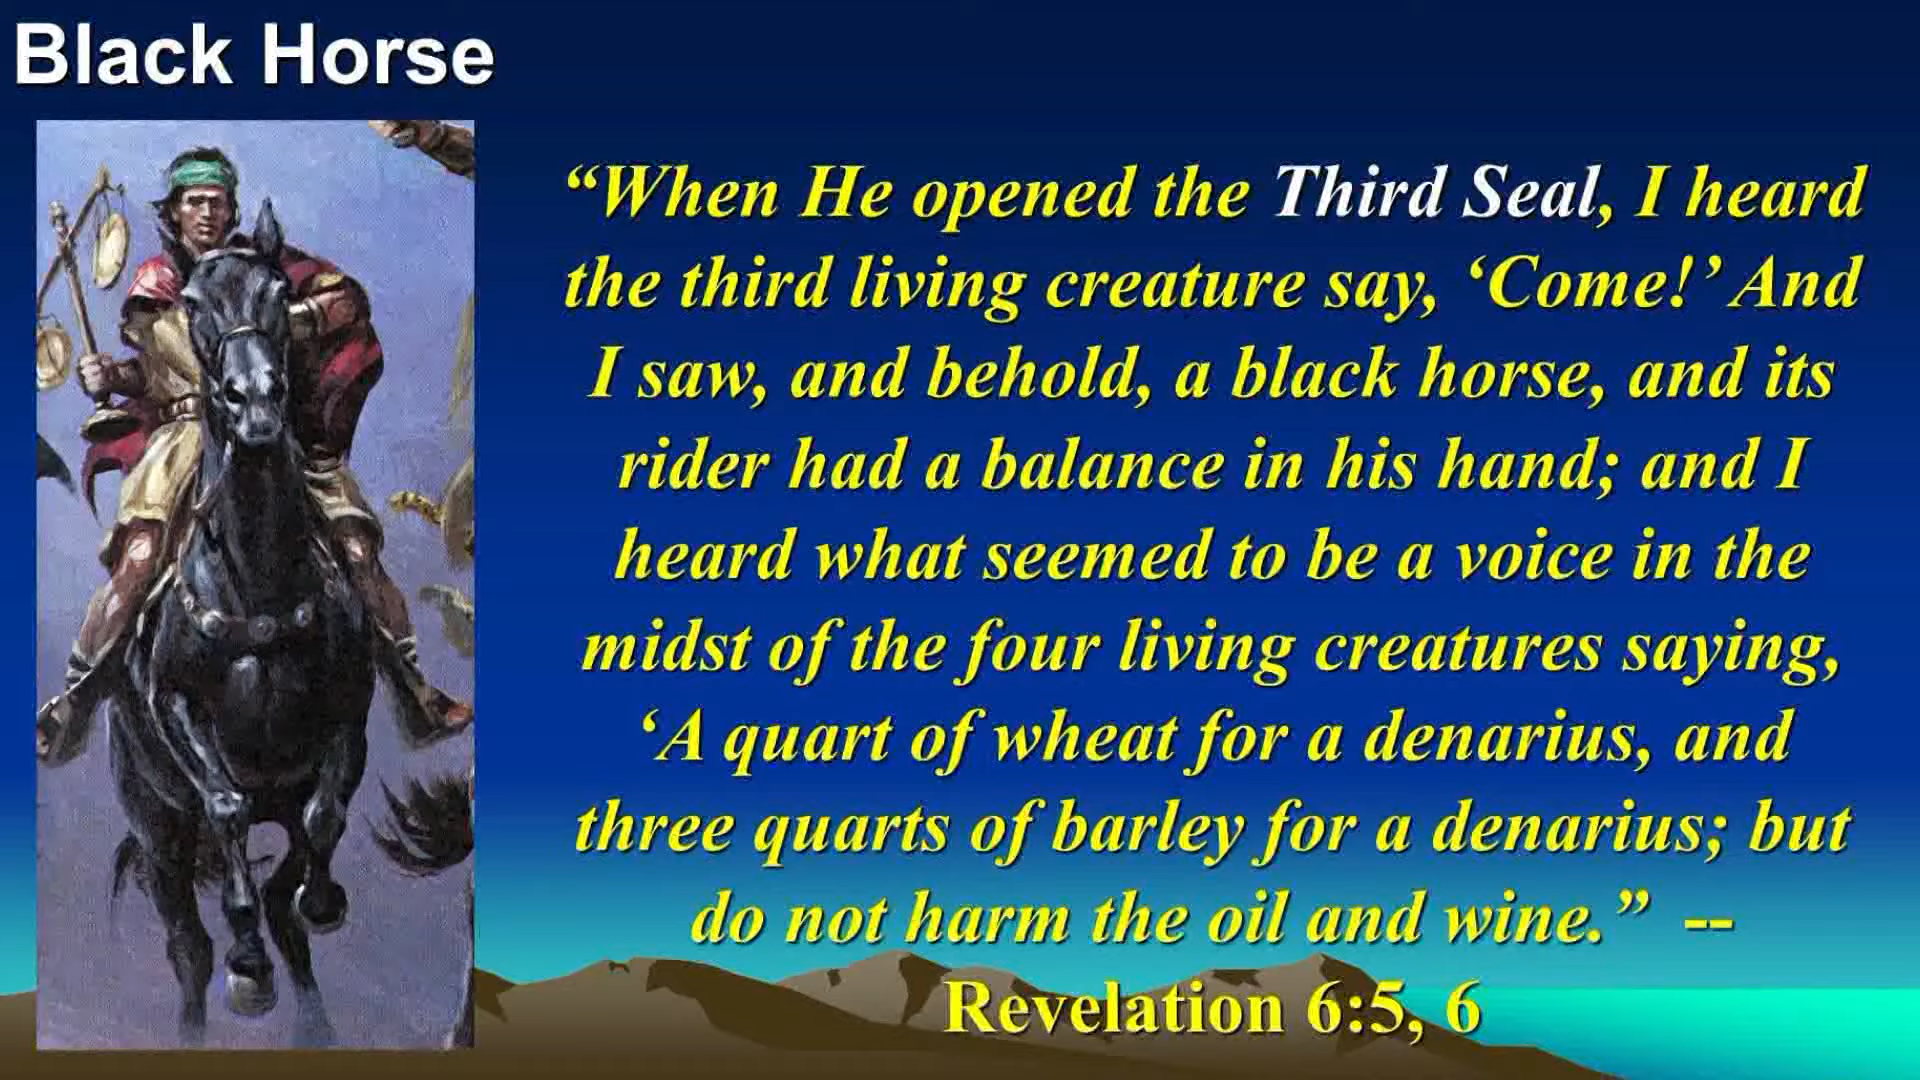 Black Horse
“When He opened the Third Seal, I heard
the third living creature say, ‘Come!’ And
I saw, and behold, a black horse, and its
rider had a balance in his hand; and I
heard what seemed to be a voice in the
midst of the four living creatures saying,
‘A quart of wheat for a denarius, and
three quarts of barley for a denarius; but
do not harm the oil and wine.” --
Revelation 6:5, 6